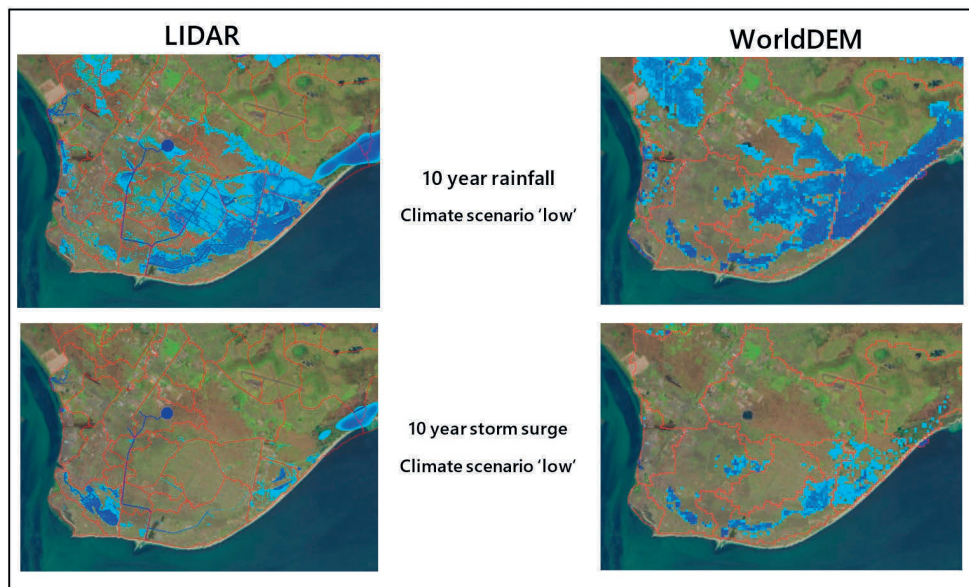 LIDAR
WorldDEM
10 year rainfall
Climate scenario ‘low’
10 year storm surge
Climate scenario ‘low’